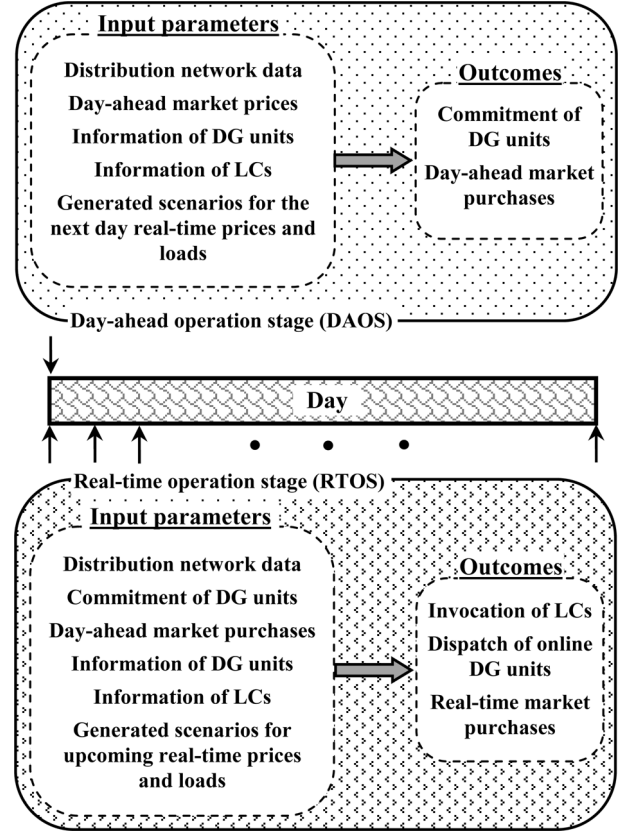 Input parameters
Distribution network data
Day-ahead market prices
Information of DG units
Information of LCs
Generated scenarios for the
next day real-time prices and
loads
Outcomes
Commitment of
DG units
Day-ahead market
purchases
Day-ahead operation stage (DAOS)
Day
Real-time operation stage (RTOS)
Input parameters
Distribution network data
Commitment of DG units
Day-ahead market purchases
Information of DG units
Information of LCs
Generated scenarios for
upcoming real-time prices
and loads
Outcomes
Invocation of LCs
Dispatch of online
DG units
Real-time market
purchases